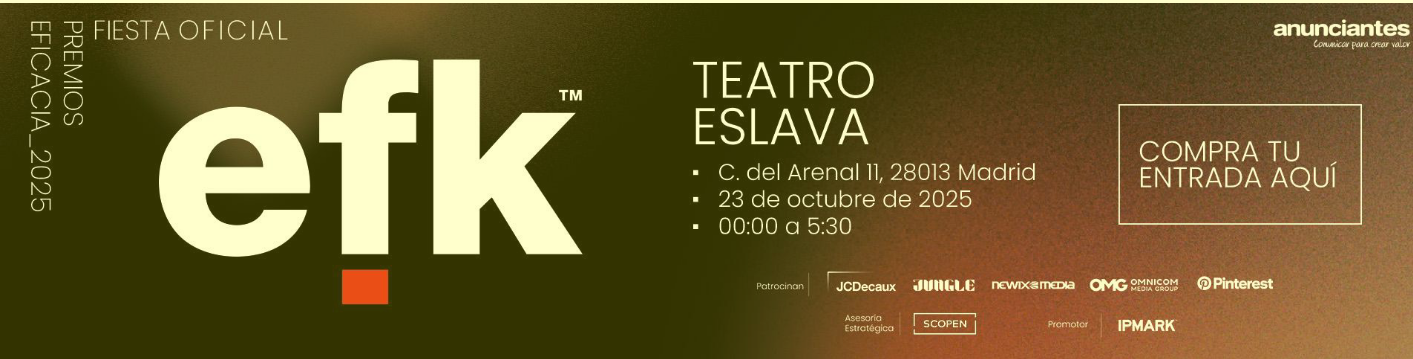 PREMIOS
EFICACIA_2025
FIESTA OFICIAL
efk™
TEATRO
ESLAVA
▪ C. del Arenal 11, 28013 Madrid
▪ 23 de octubre de 2025
▪ 00:00 a 5:30
anunciantes
Comunicar para crear valor
COMPRA TU
ENTRADA AQUÍ
Patrocinan
JCDecaux
JUNGLE
newixmedia
OMG OMNICOM
MEDIA GROUP
Pinterest
Asesoría
Estratégica
SCOPEN
Promotor
IPMARK